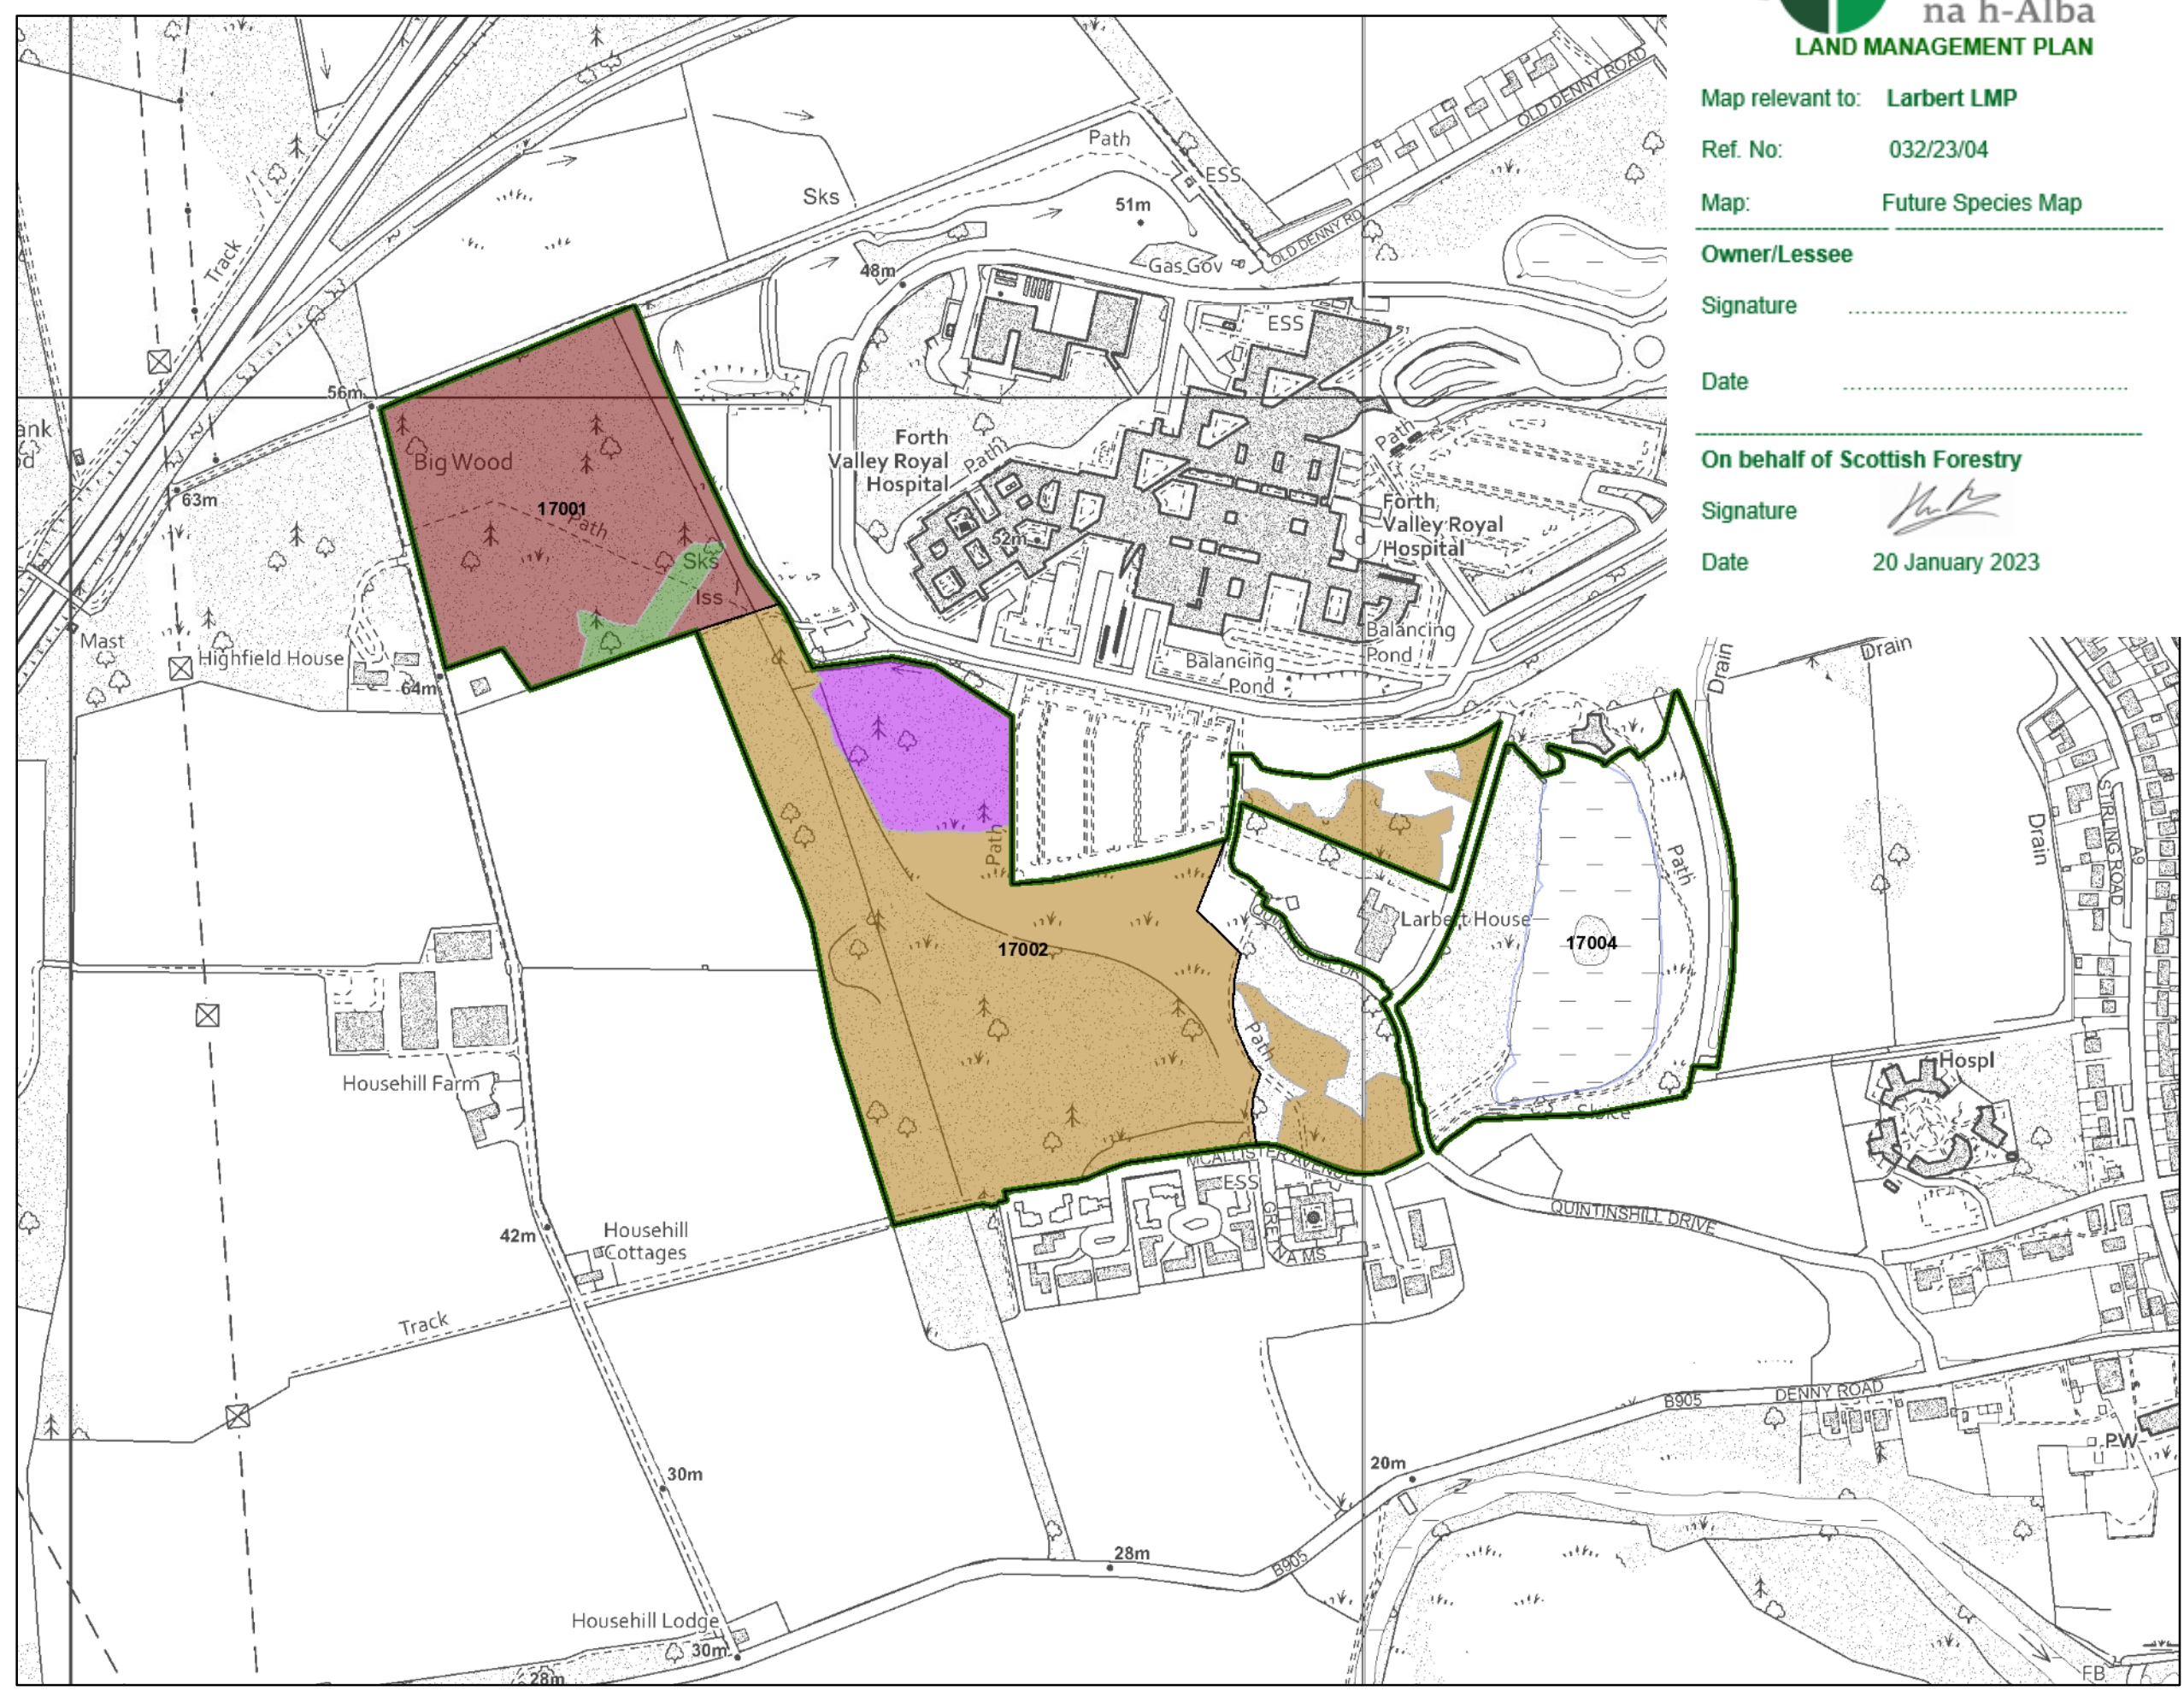 na h-Alba
LAND MANAGEMENT PLAN
Map relevant to: Larbert LMP
Ref. No: 032/23/04
Map: Future Species Map
Owner/Lessee
Signature
Date
On behalf of Scottish Forestry
Signature
Date 20 January 2023
OLD DENNY ROAD
Path
ESS
Sks
51m
OLD DENNY RD
Track
Gas Gov
48m
ESS
56m
ank
Forth
Valley Royal
Hospital
Path
Path
Big Wood
63m
17001
Path
Forth
Valley Royal
Hospital
52m
Sks
Iss
Mast
Highfield House
64m
Balancing
Pond
Balancing
Pond
Drain
Drain
STIRLING ROAD
A9
Drain
Path
Path
Larbert House
QUINTINSHILL DR
17002
17004
Path
Hospl
Househill Farm
Sluice
MCALLISTER AVENUE
ESS
GRETNA MS
QUINTINSHILL DRIVE
42m
Househill
Cottages
Track
DENNY ROAD
B905
PW
20m
30m
28m
B905
Househill Lodge
30m
28m
FB